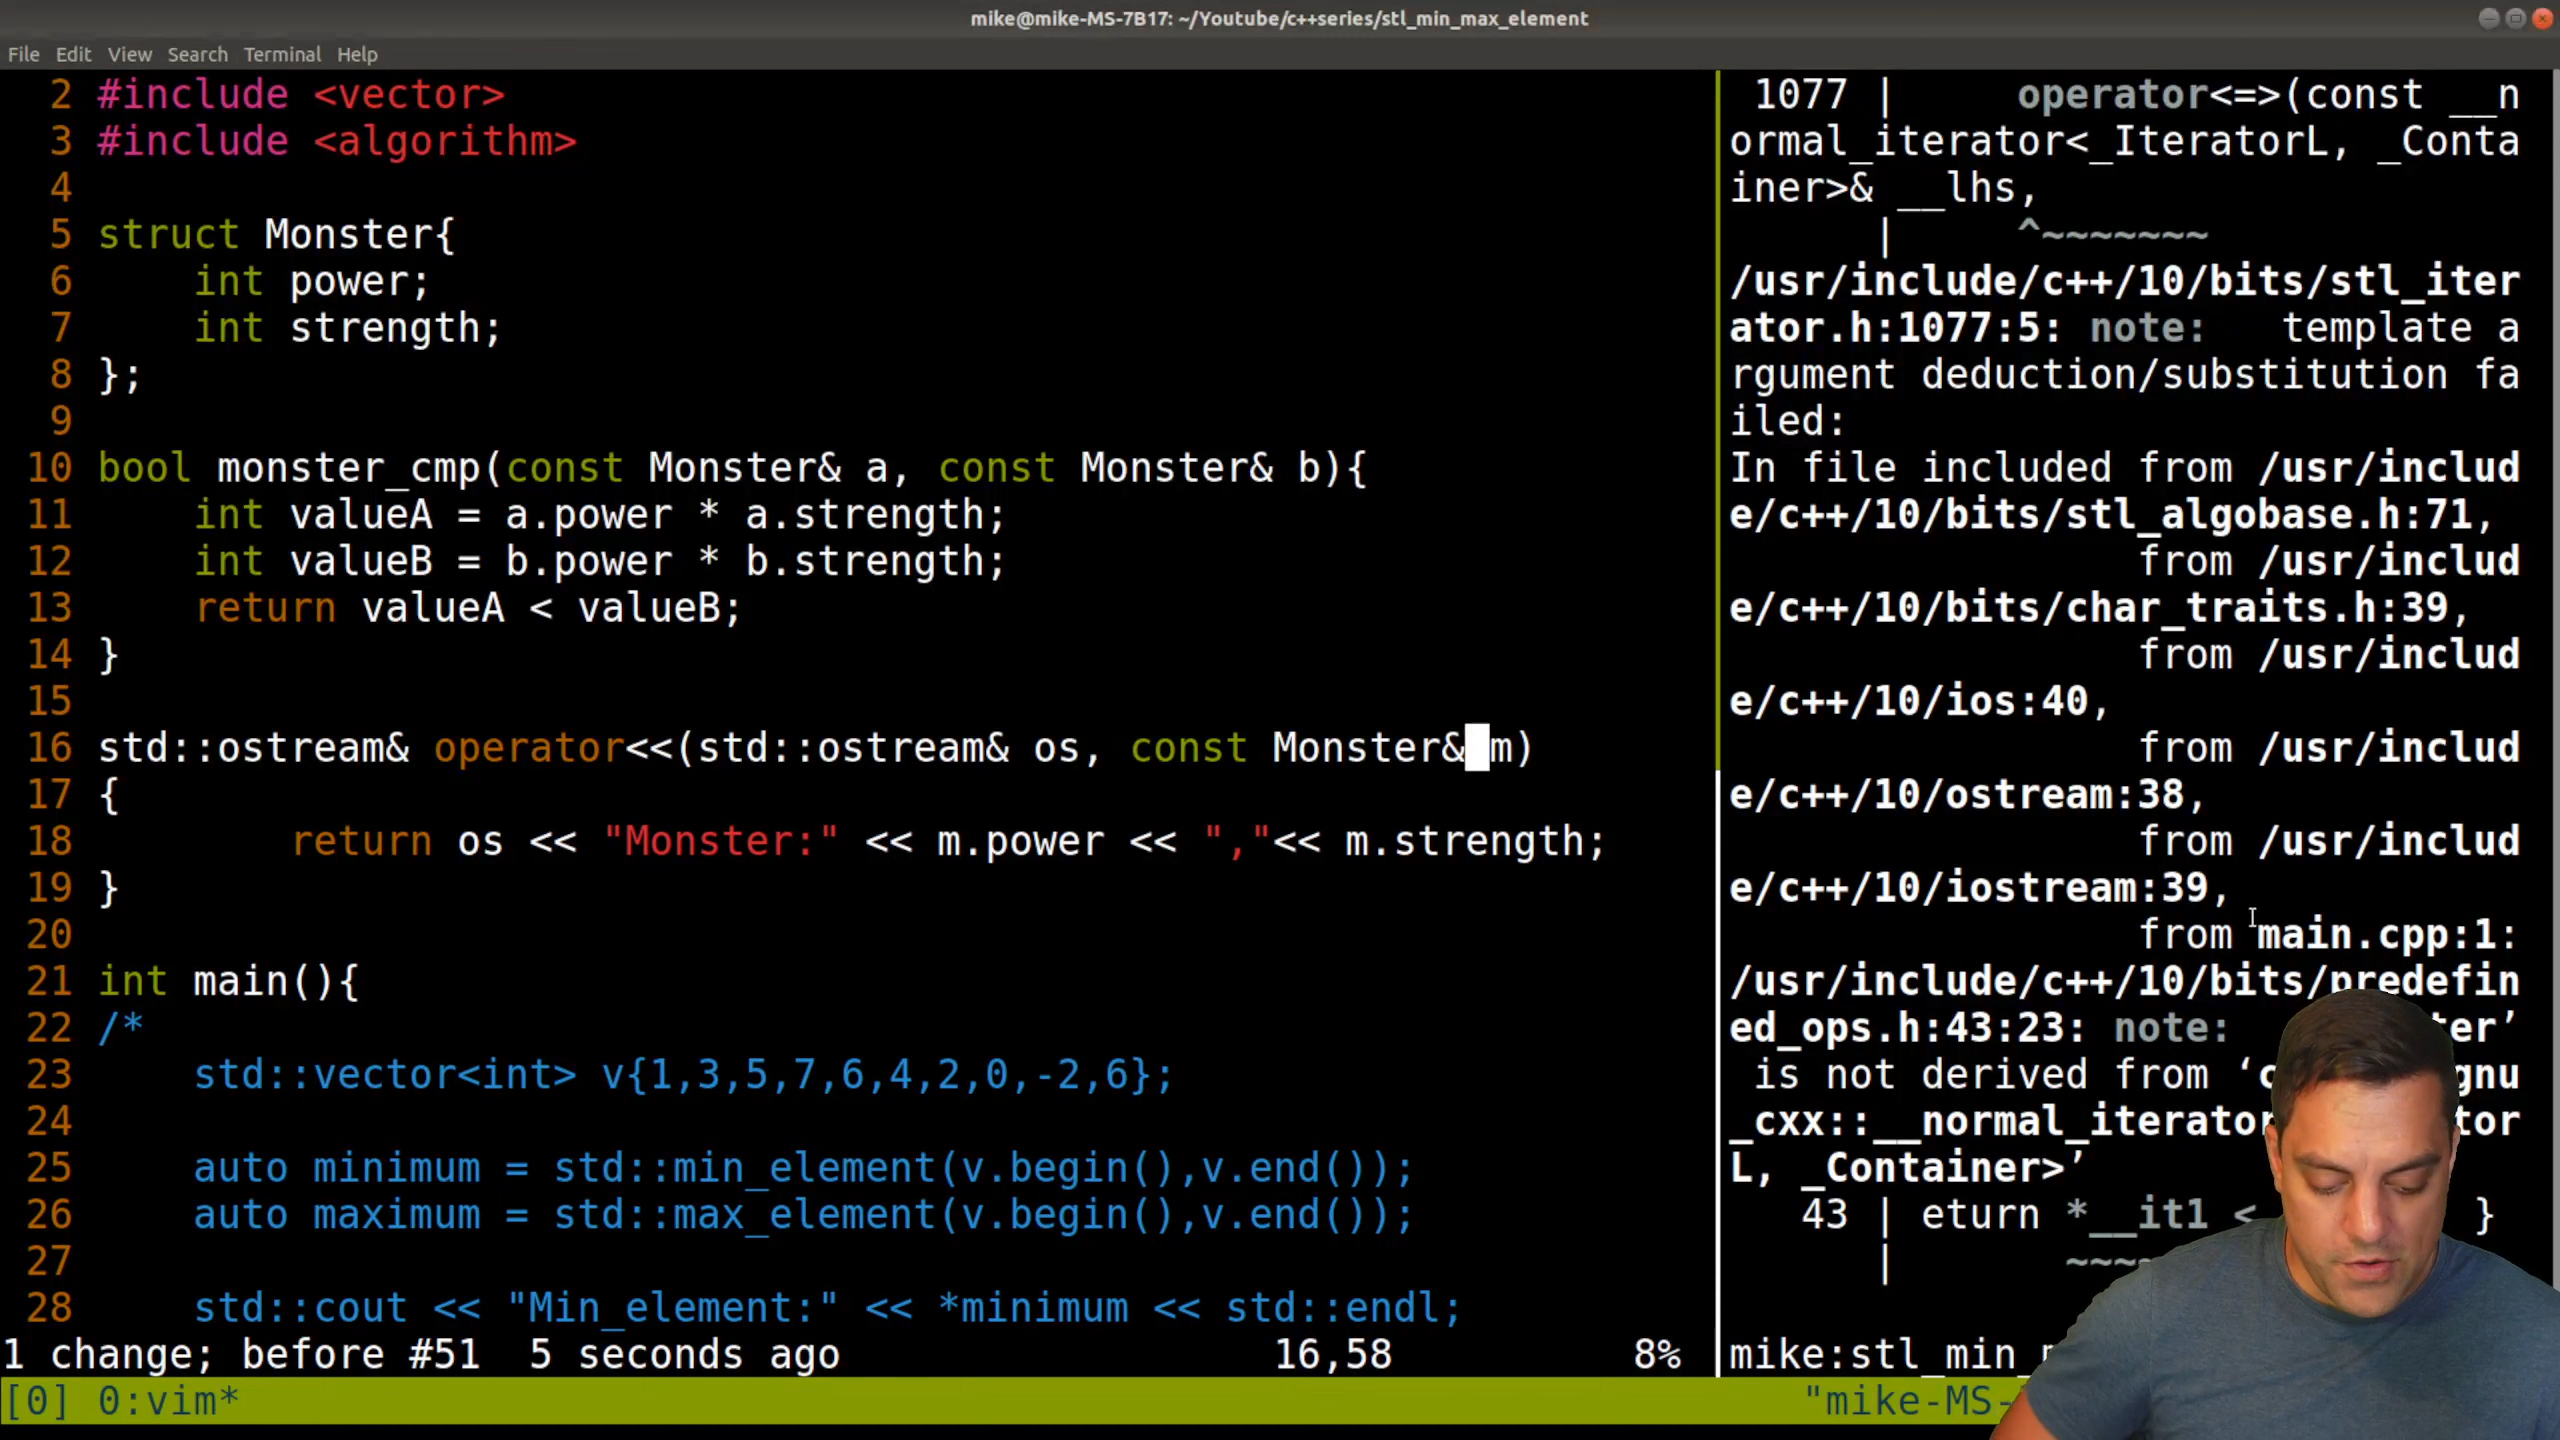 mike@mike-MS-7B17: ~/Youtube/c++series/stl_min_max_element
File Edit View Search Terminal Help
2 #include <vector>
3 #include <algorithm>
4
5 struct Monster{
6     int power;
7     int strength;
8 };
9
10 bool monster_cmp(const Monster& a, const Monster& b){
11     int valueA = a.power * a.strength;
12     int valueB = b.power * b.strength;
13     return valueA < valueB;
14 }
15
16 std::ostream& operator<<(std::ostream& os, const Monster& m)
17 {
18         return os << "Monster:" << m.power << ","<< m.strength;
19 }
20
21 int main(){
22 /*
23     std::vector<int> v{1,3,5,7,6,4,2,0,-2,6};
24
25     auto minimum = std::min_element(v.begin(),v.end());
26     auto maximum = std::max_element(v.begin(),v.end());
27
28     std::cout << "Min_element:" << *minimum << std::endl;
1 change; before #51  5 seconds ago    16,58    8%
1077 |     operator<=>(const __n
ormal_iterator<_IteratorL, _Conta
iner>& __lhs,
|     ^~~~~~~~
/usr/include/c++/10/bits/stl_iter
ator.h:1077:5: note:   template a
rgument deduction/substitution fa
iled:
In file included from /usr/includ
e/c++/10/bits/stl_algobase.h:71,
from /usr/includ
e/c++/10/bits/char_traits.h:39,
from /usr/includ
e/c++/10/ios:40,
from /usr/includ
e/c++/10/ostream:38,
from /usr/includ
e/c++/10/iostream:39,
from main.cpp:1:
/usr/include/c++/10/bits/predefin
ed_ops.h:43:23: note: ter’
is not derived from ‘c gnu
_cxx::__normal_iterator tor
L, _Container>’
43 | eturn *__it1 < }
| ~~~~
mike:stl_min_
[0] 0:vim* "mike-MS-